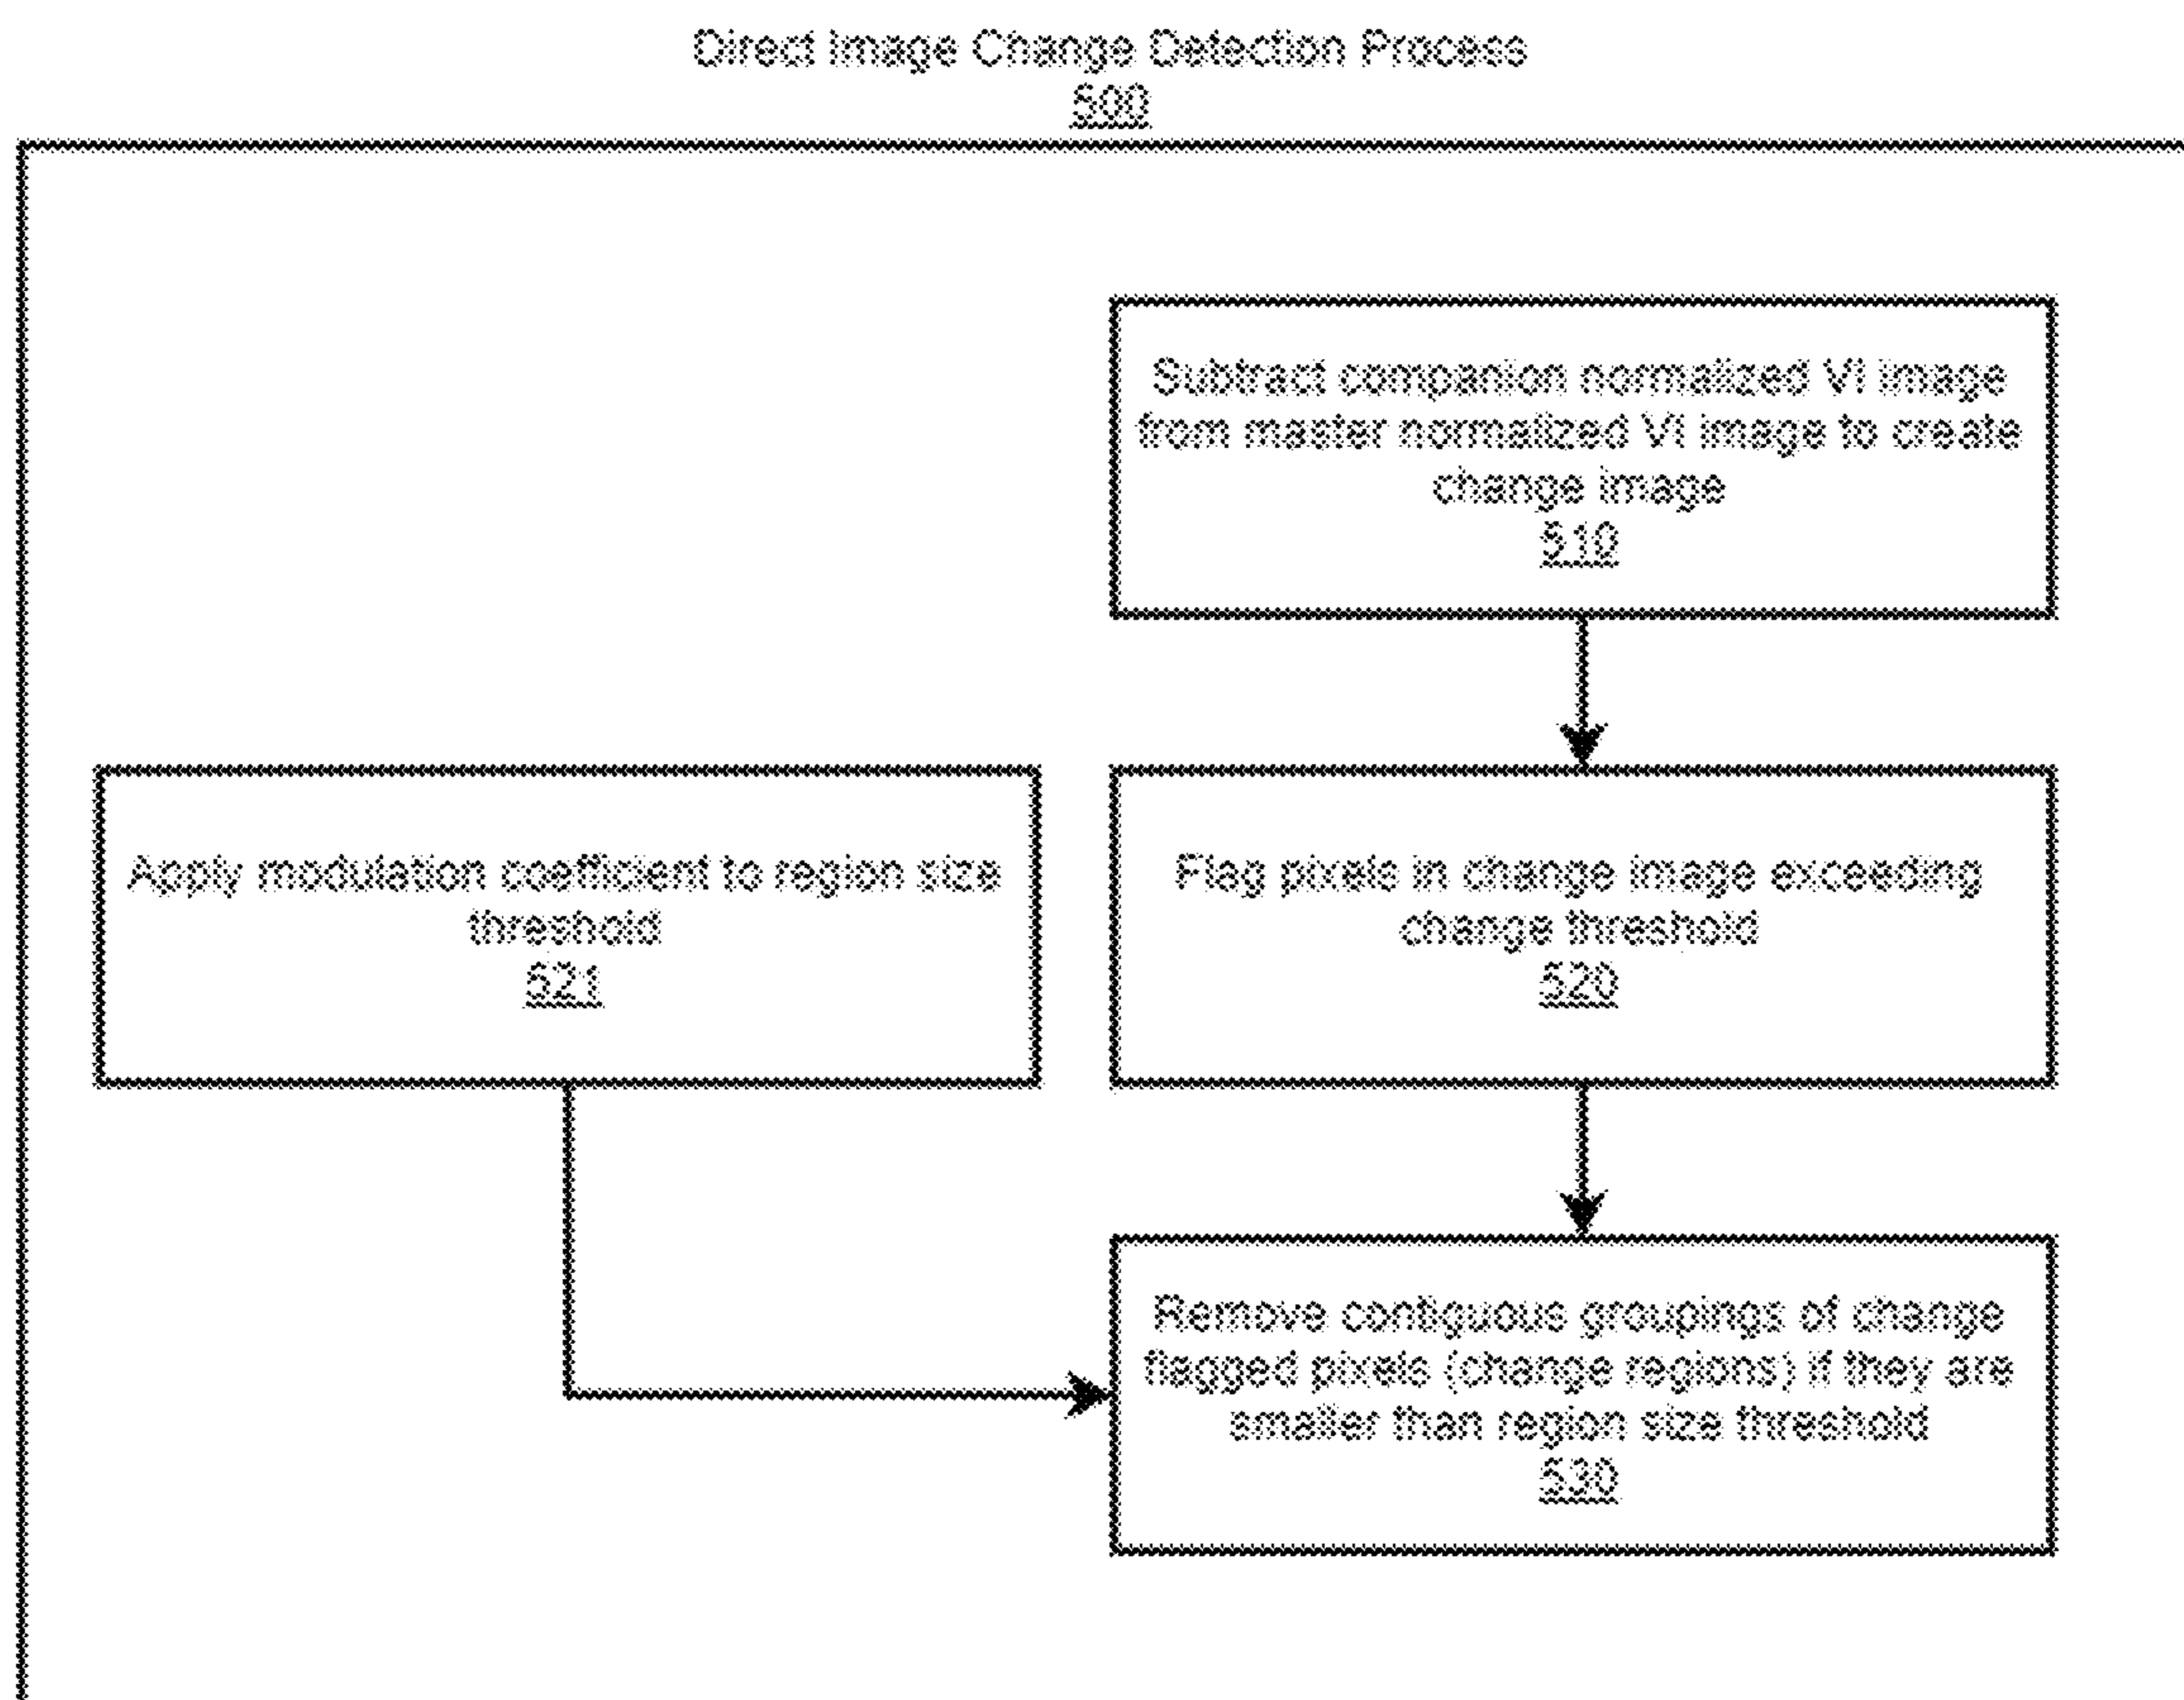 Direct Image Change Detection Process
500
Subtract companion normalized VI image
from master normalized VI image to create
change image
510
Apply modulation coefficient to region size
threshold
521
Flag pixels in change image exceeding
change threshold
520
Remove contiguous groupings of change
flagged pixels (change regions) if they are
smaller than region size threshold
530